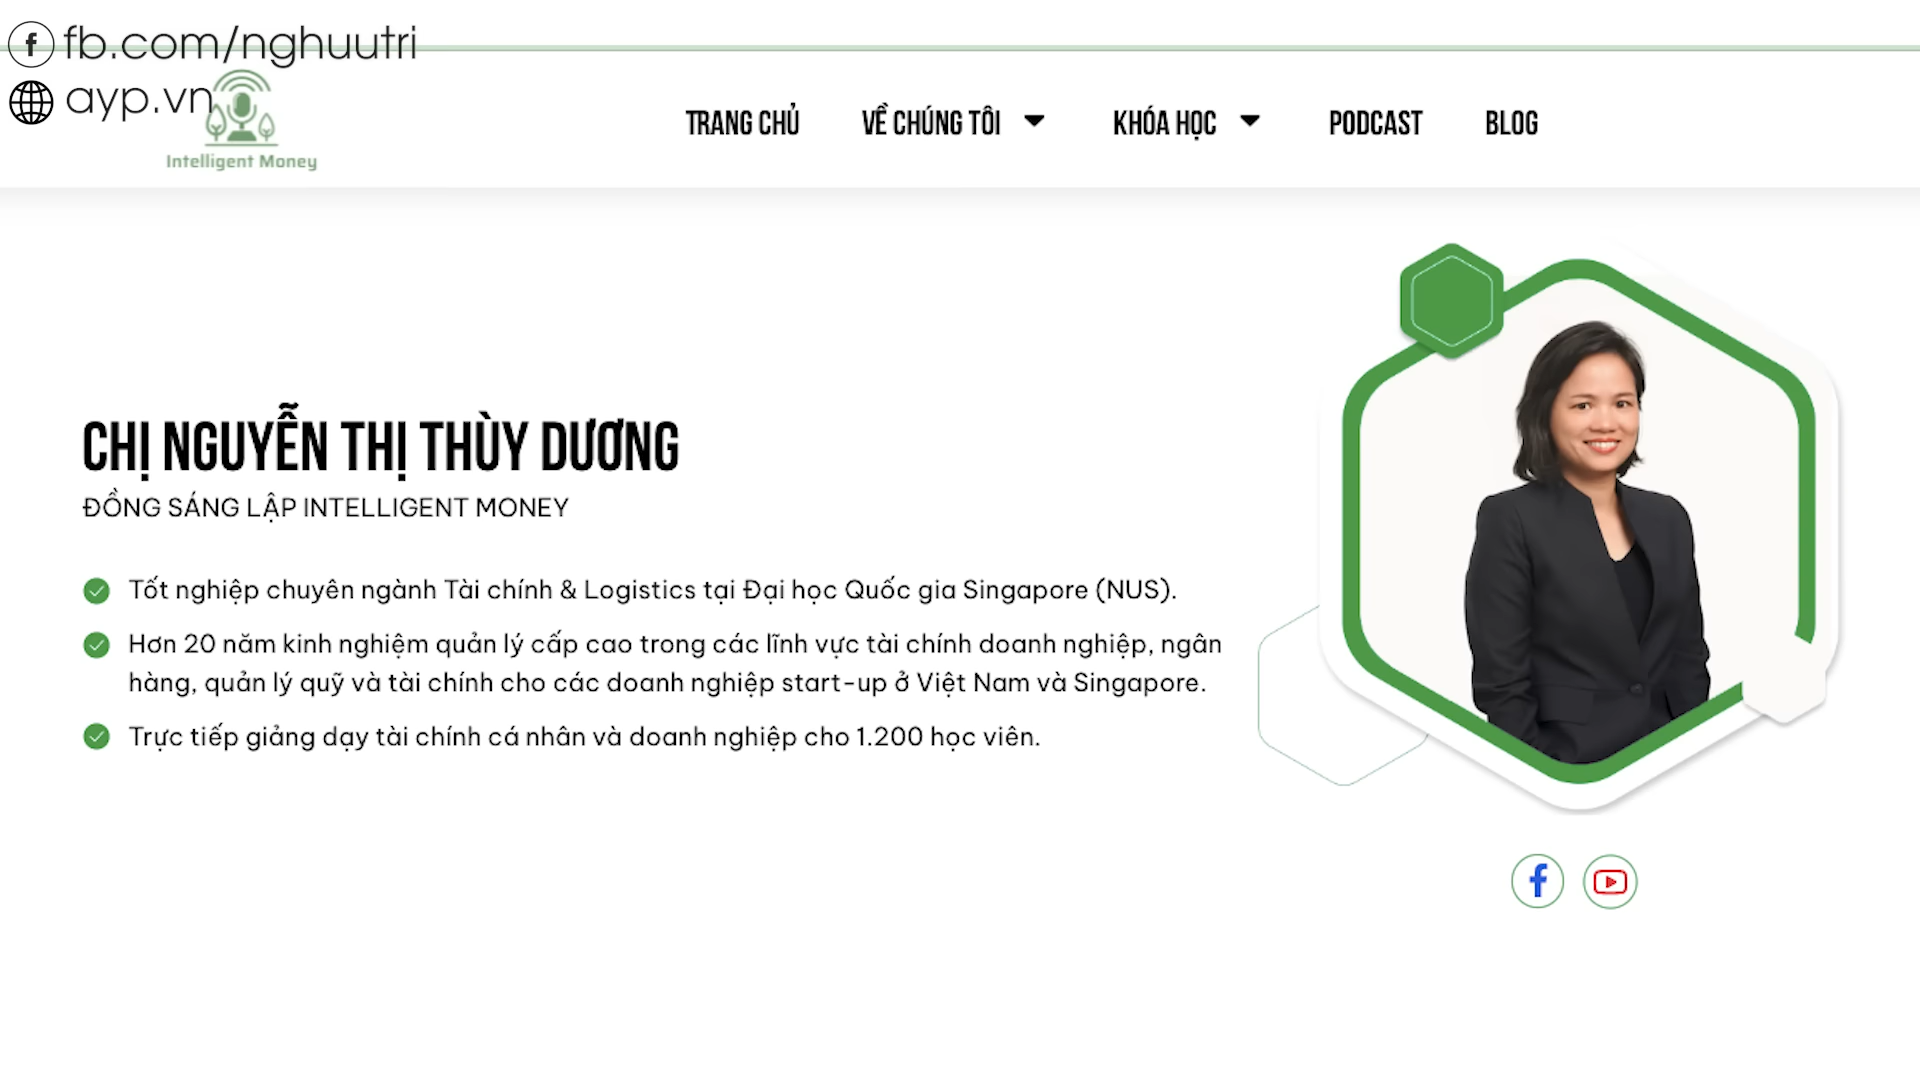 fb.com/nghuutri
ayp.vn
Intelligent Money
TRANG CHỦ
VỀ CHÚNG TÔI
KHÓA HỌC
PODCAST
BLOG
CHỊ NGUYỄN THỊ THÙY DƯƠNG
ĐỒNG SÁNG LẬP INTELLIGENT MONEY
Tốt nghiệp chuyên ngành Tài chính & Logistics tại Đại học Quốc gia Singapore (NUS).
Hơn 20 năm kinh nghiệm quản lý cấp cao trong các lĩnh vực tài chính doanh nghiệp, ngân
hàng, quản lý quỹ và tài chính cho các doanh nghiệp start-up ở Việt Nam và Singapore.
Trực tiếp giảng dạy tài chính cá nhân và doanh nghiệp cho 1.200 học viên.